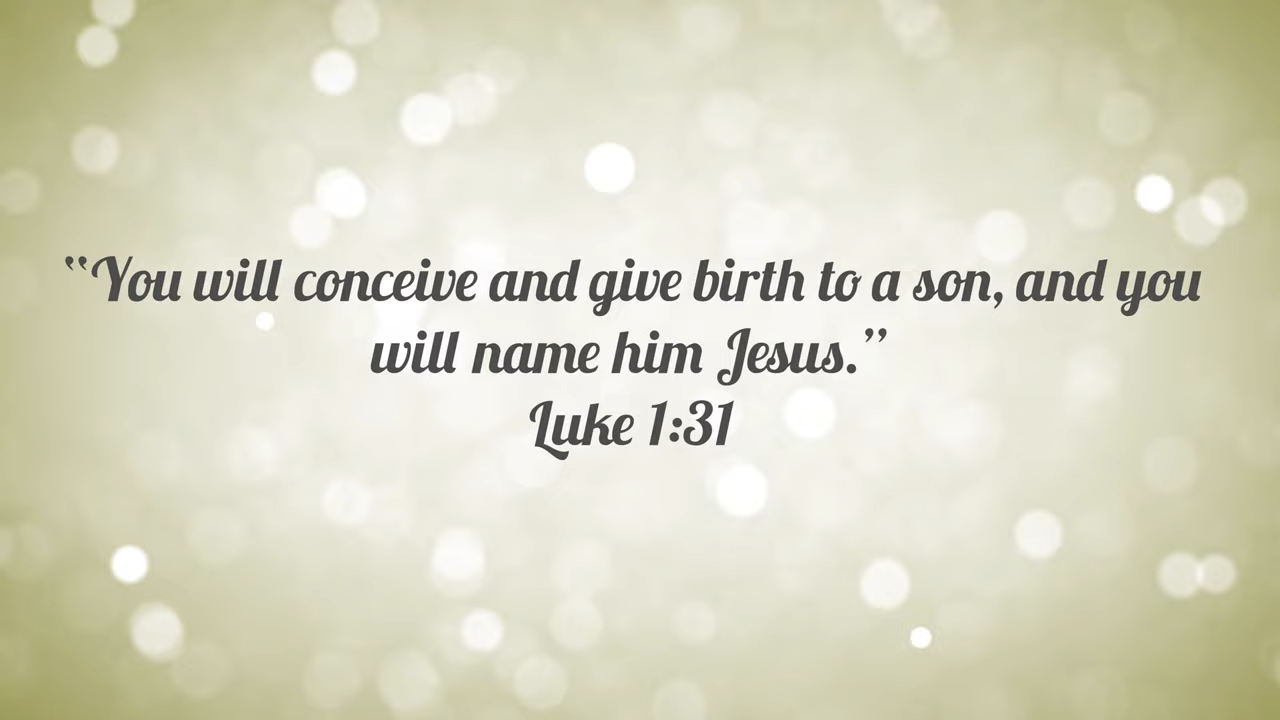 “You will conceive and give birth to a son, and you
will name him Jesus.”
Luke 1:31